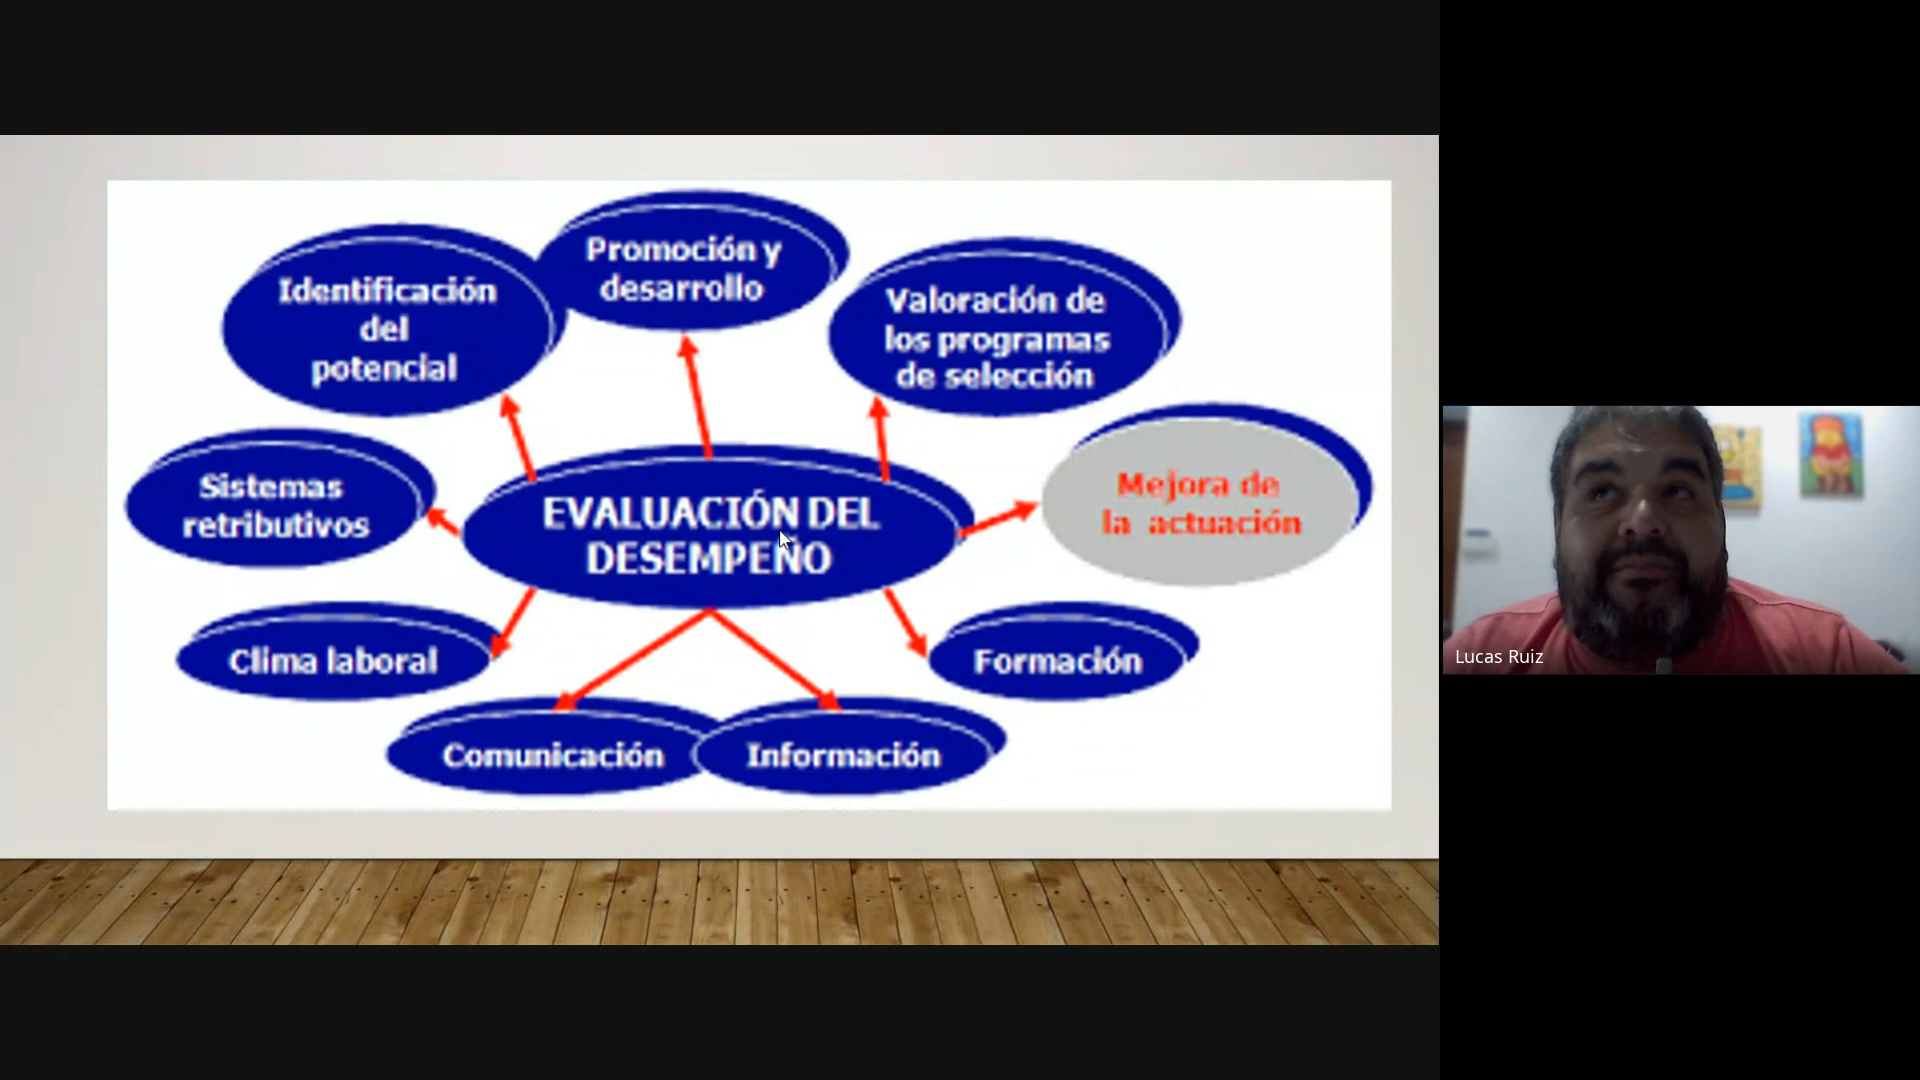 Promoción y
desarrollo
Identificación
del
potencial
Valoración de
los programas
de selección
Sistemas
retributivos
EVALUACIÓN DEL
DESEMPEÑO
Mejora de
la actuación
Clima laboral
Formación
Comunicación
Información
Lucas Ruiz